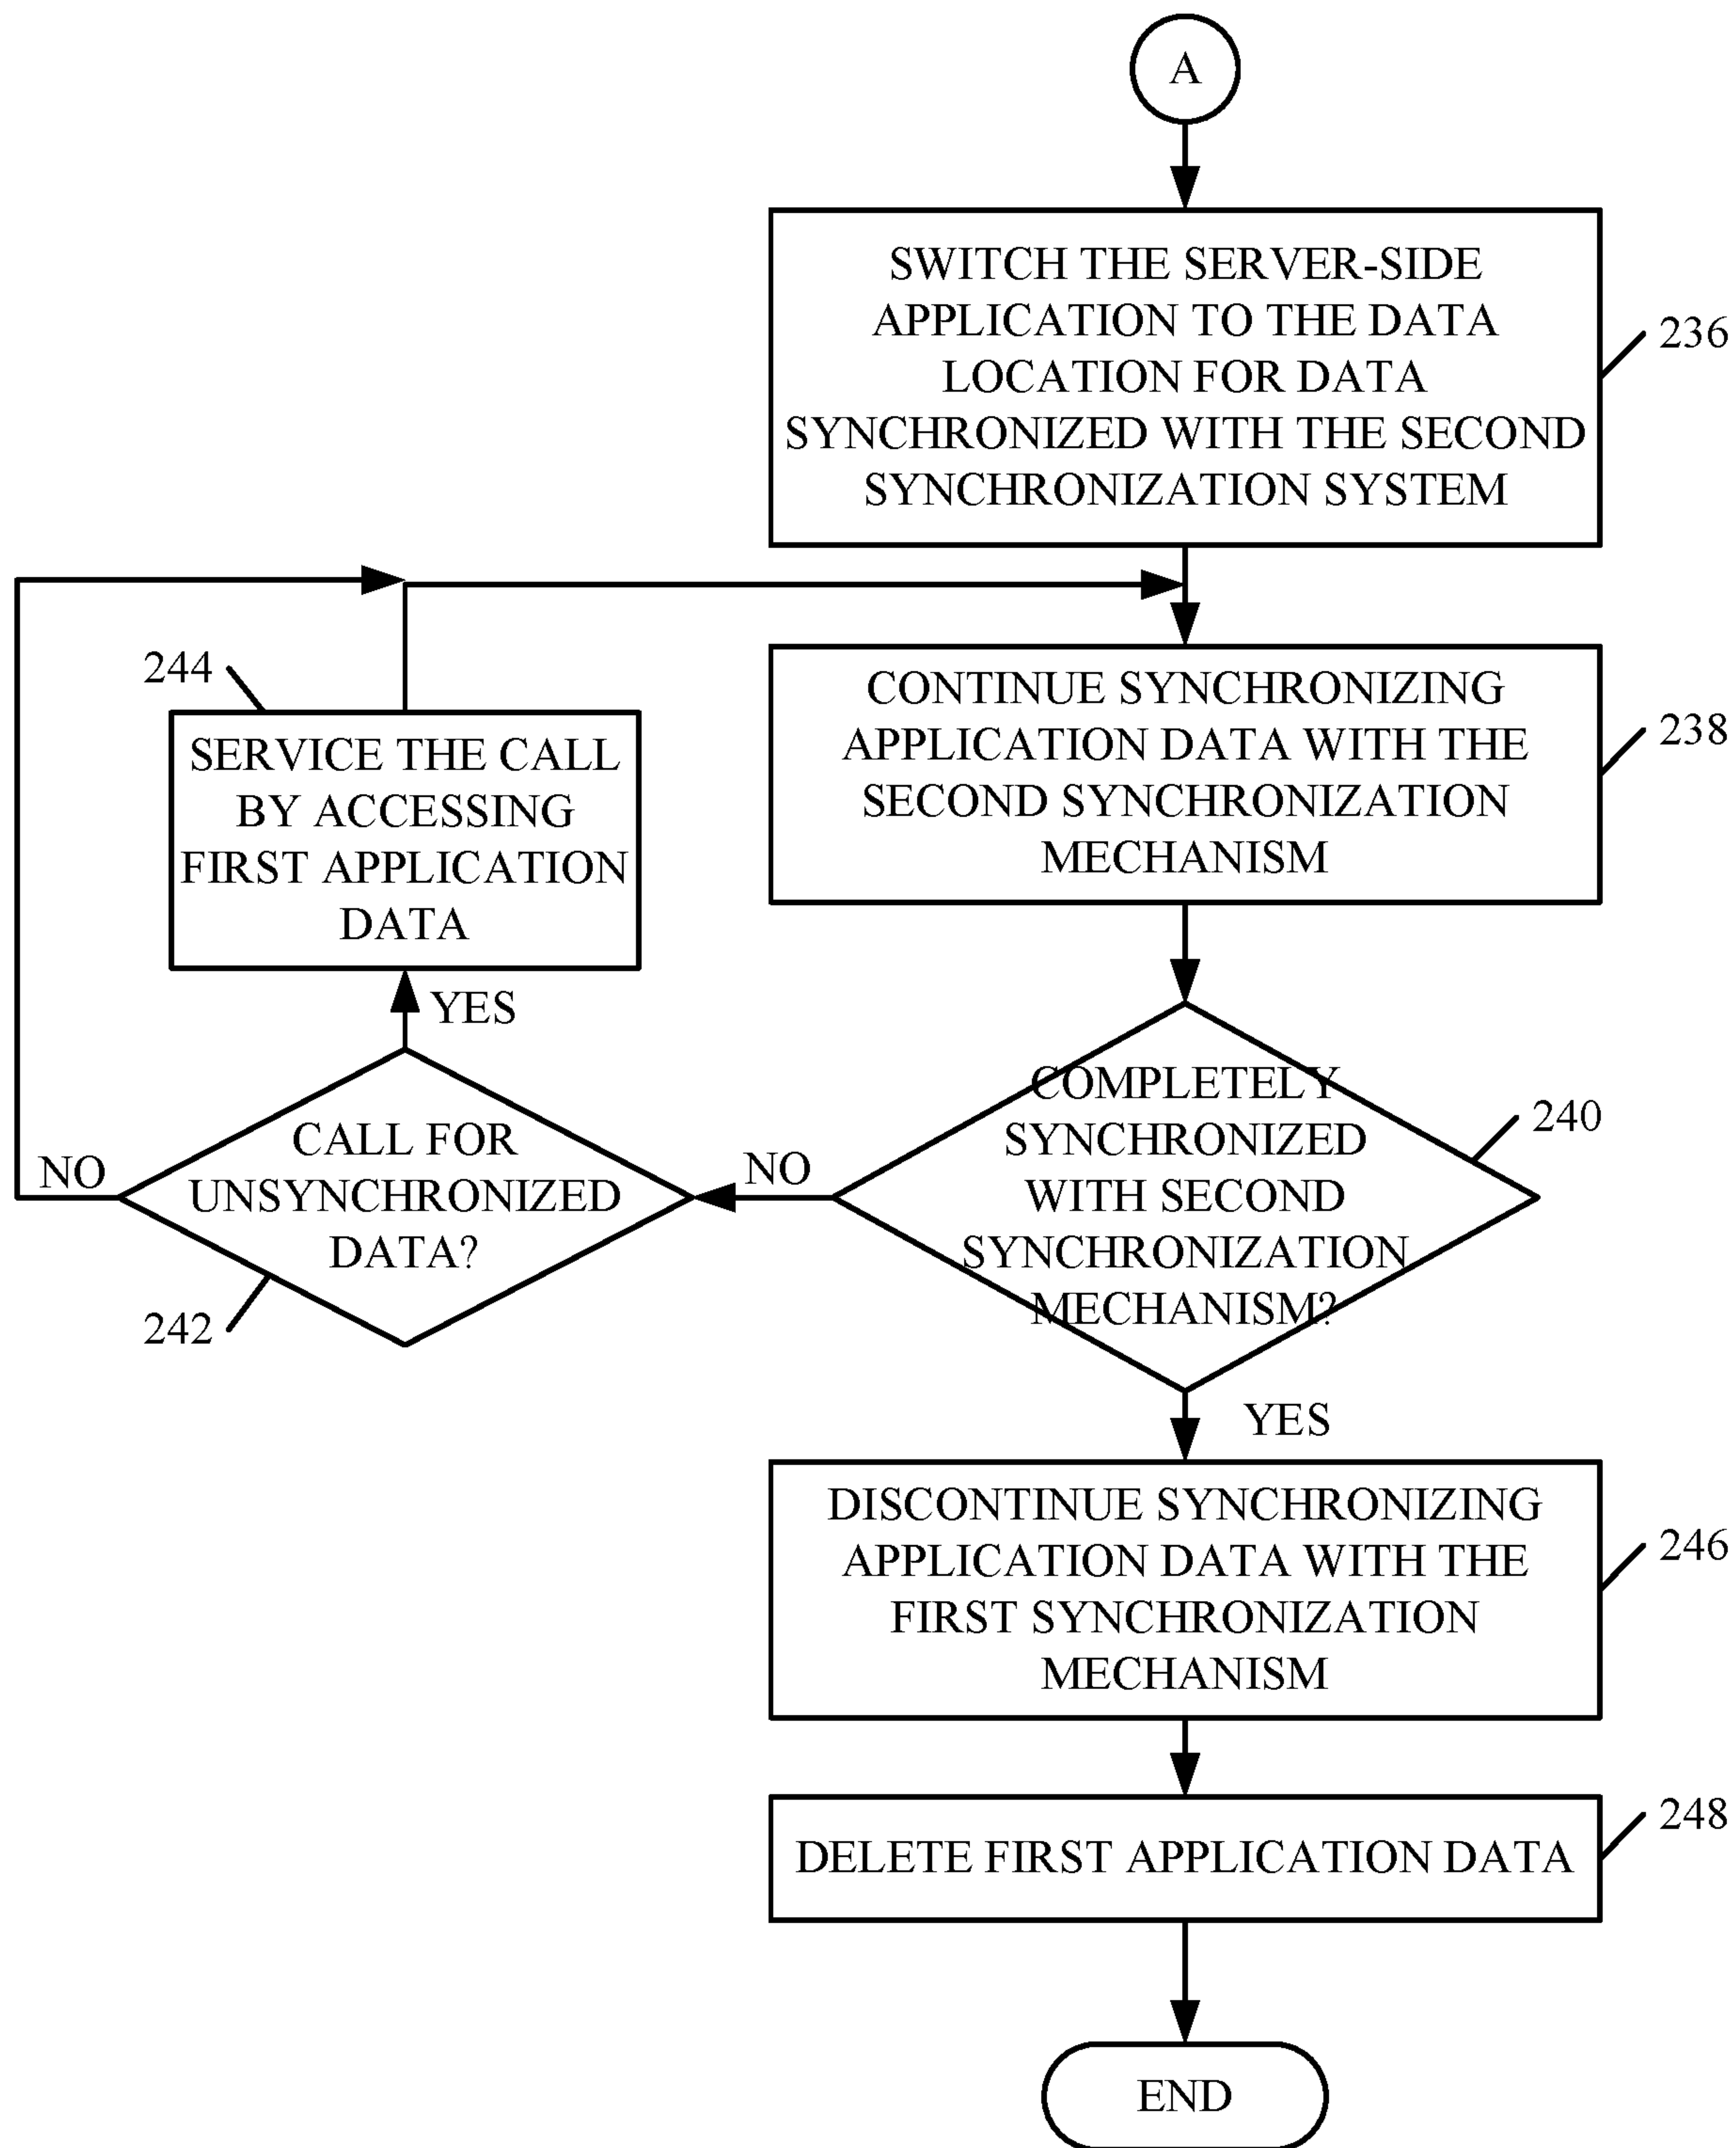 A
SWITCH THE SERVER-SIDE
APPLICATION TO THE DATA
LOCATION FOR DATA
SYNCHRONIZED WITH THE SECOND
SYNCHRONIZATION SYSTEM
236
CONTINUE SYNCHRONIZING
APPLICATION DATA WITH THE
SECOND SYNCHRONIZATION
MECHANISM
238
244
SERVICE THE CALL
BY ACCESSING
FIRST APPLICATION
DATA
YES
COMPLETELY
SYNCHRONIZED
WITH SECOND
SYNCHRONIZATION
MECHANISM?
240
NO
CALL FOR
UNSYNCHRONIZED
DATA?
NO
242
YES
DISCONTINUE SYNCHRONIZING
APPLICATION DATA WITH THE
FIRST SYNCHRONIZATION
MECHANISM
246
DELETE FIRST APPLICATION DATA
248
END